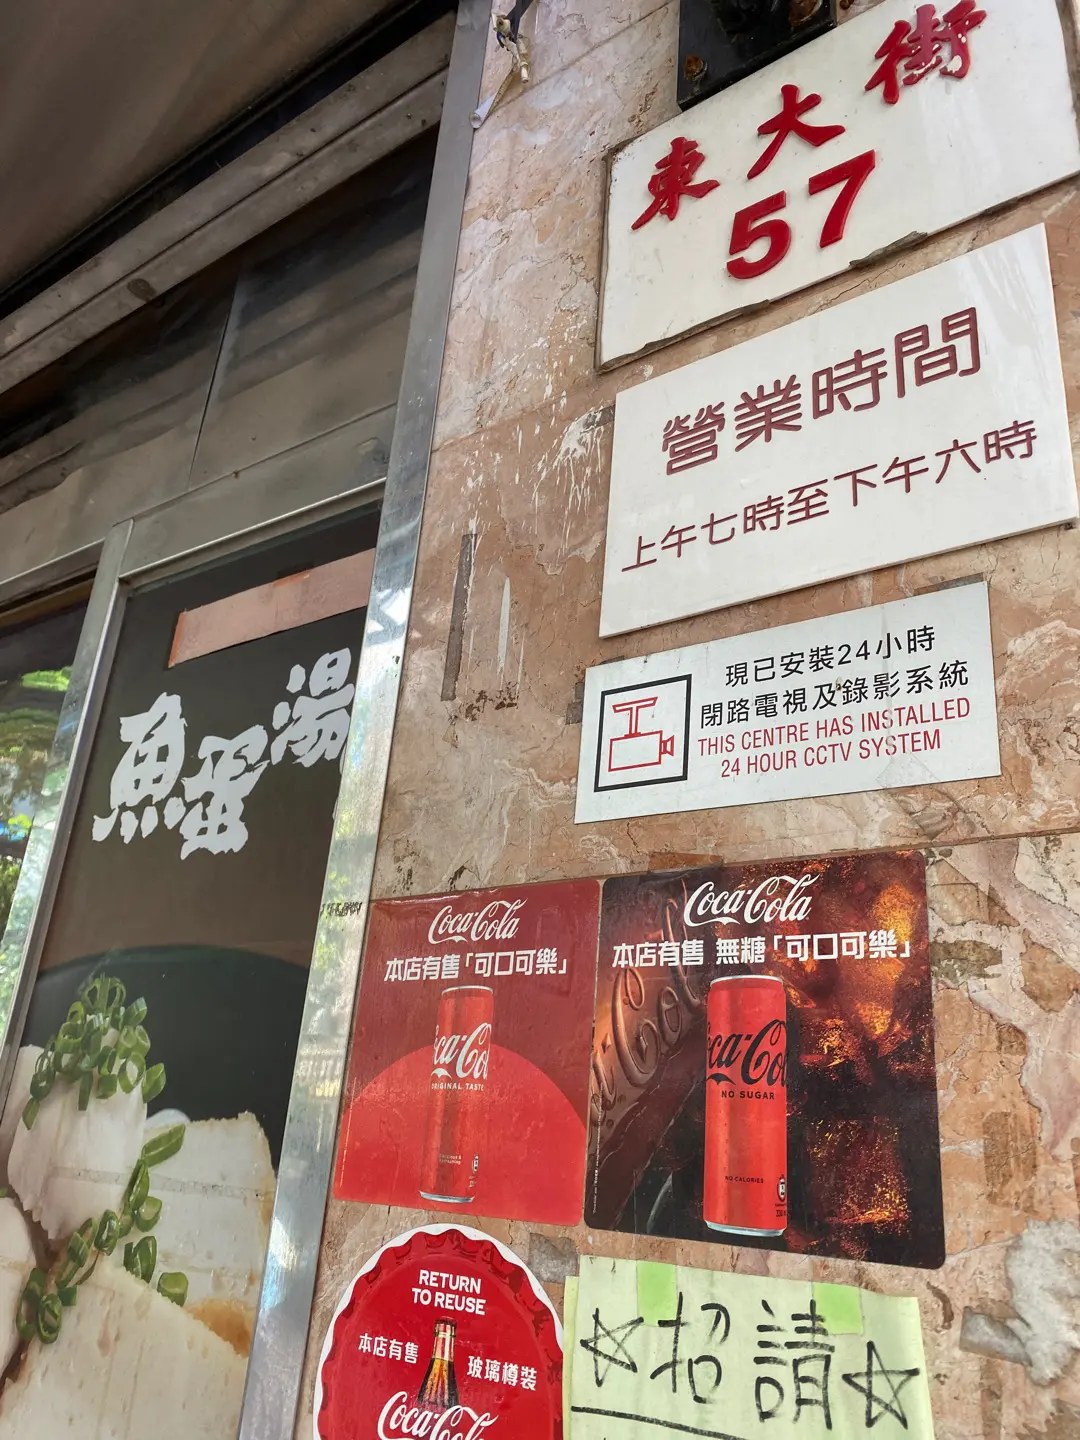 東大街
57
營業時間
上午七時至下午六時
現已安裝24小時
閉路電視及錄影系統
THIS CENTRE HAS INSTALLED
24 HOUR CCTV SYSTEM
魚蛋湯
Coca-Cola
本店有售「可口可樂」
ca-Co
ORIGINAL TASTE
Coca-Cola
本店有售 無糖「可口可樂」
ca-Col
NO SUGAR
NO CALORIES
RETURN
TO REUSE
本店有售
玻璃樽裝
Coca-Cola
☆招請☆